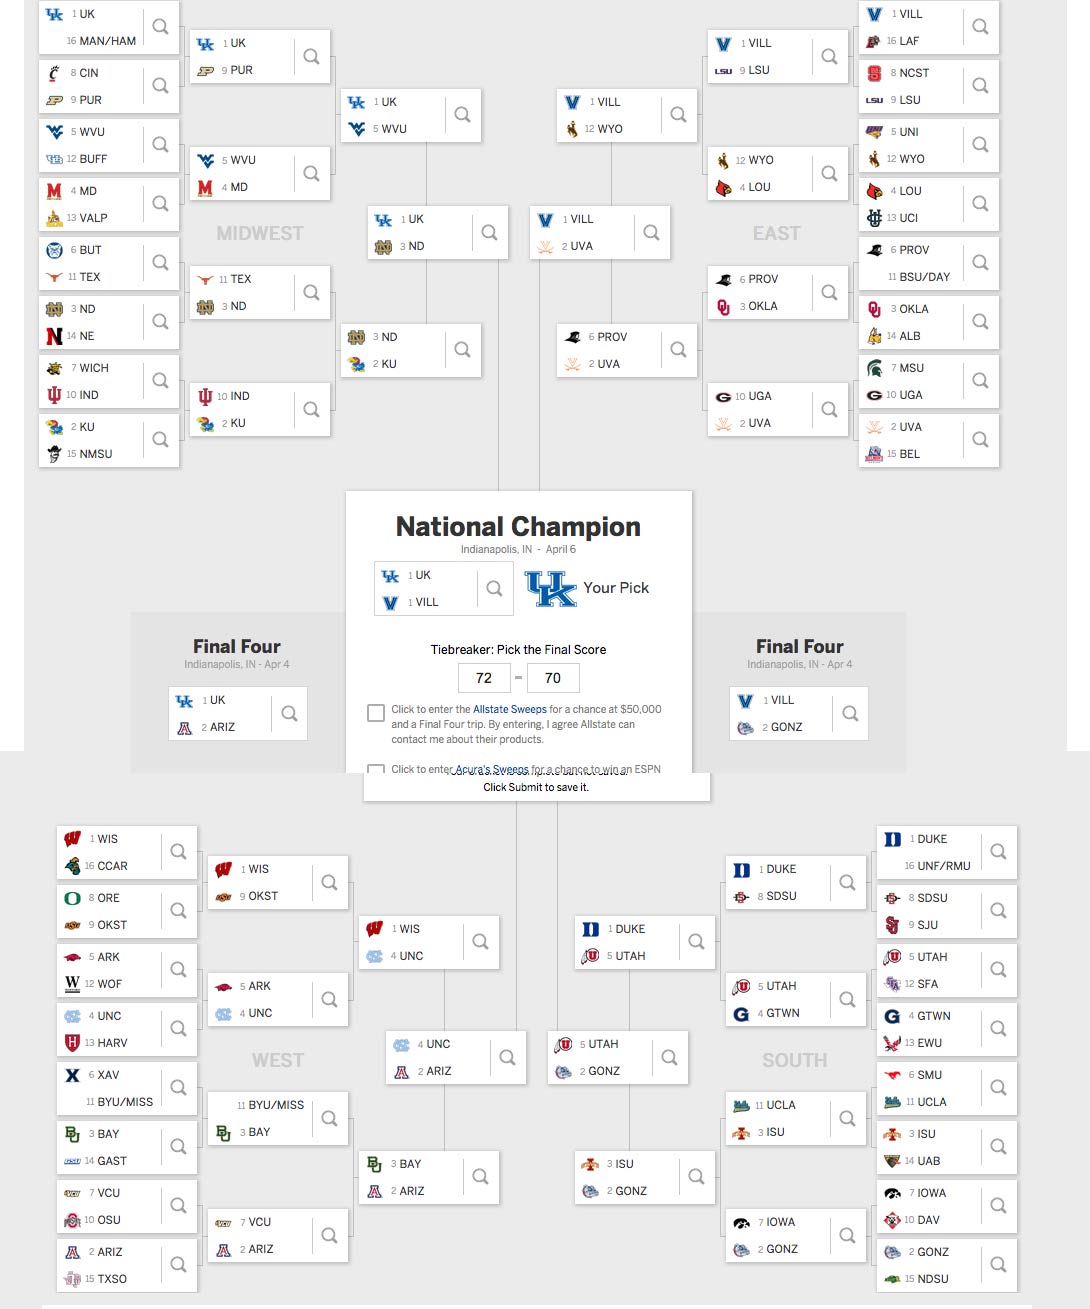 1 UK
16 MAN/HAM
8 CIN
9 PUR
5 WVU
12 BUFF
4 MD
13 VALP
6 BUT
11 TEX
3 ND
14 NE
7 WICH
10 IND
2 KU
15 NMSU
1 UK
9 PUR
5 WVU
4 MD
MIDWEST
11 TEX
3 ND
10 IND
2 KU
1 UK
5 WVU
3 ND
2 KU
1 UK
3 ND
1 VILL
2 UVA
1 VILL
12 WYO
6 PROV
2 UVA
1 VILL
LSU 9 LSU
12 WYO
4 LOU
EAST
6 PROV
3 OKLA
10 UGA
2 UVA
1 VILL
16 LAF
8 NCST
LSU 9 LSU
5 UNI
12 WYO
4 LOU
13 UCI
6 PROV
11 BSU/DAY
3 OKLA
14 ALB
7 MSU
10 UGA
2 UVA
15 BEL
National Champion
Indianapolis, IN - April 6
1 UK
1 VILL
Your Pick
Tiebreaker: Pick the Final Score
72 - 70
Click to enter the Allstate Sweeps for a chance at $50,000
and a Final Four trip. By entering, I agree Allstate can
contact me about their products.
Click to enter Acura's Sweeps for a chance to win an ESPN
Click Submit to save it.
Final Four
Indianapolis, IN - Apr 4
1 UK
2 ARIZ
Final Four
Indianapolis, IN - Apr 4
1 VILL
2 GONZ
1 WIS
16 CCAR
8 ORE
9 OKST
5 ARK
12 WOF
4 UNC
13 HARV
6 XAV
11 BYU/MISS
3 BAY
14 GAST
7 VCU
10 OSU
2 ARIZ
15 TXSO
1 WIS
9 OKST
5 ARK
4 UNC
WEST
11 BYU/MISS
3 BAY
7 VCU
2 ARIZ
1 WIS
4 UNC
3 BAY
2 ARIZ
4 UNC
2 ARIZ
5 UTAH
2 GONZ
1 DUKE
5 UTAH
3 ISU
2 GONZ
1 DUKE
8 SDSU
5 UTAH
4 GTWN
SOUTH
11 UCLA
3 ISU
7 IOWA
2 GONZ
1 DUKE
16 UNF/RMU
8 SDSU
9 SJU
5 UTAH
12 SFA
4 GTWN
13 EWU
6 SMU
11 UCLA
3 ISU
14 UAB
7 IOWA
10 DAV
2 GONZ
15 NDSU